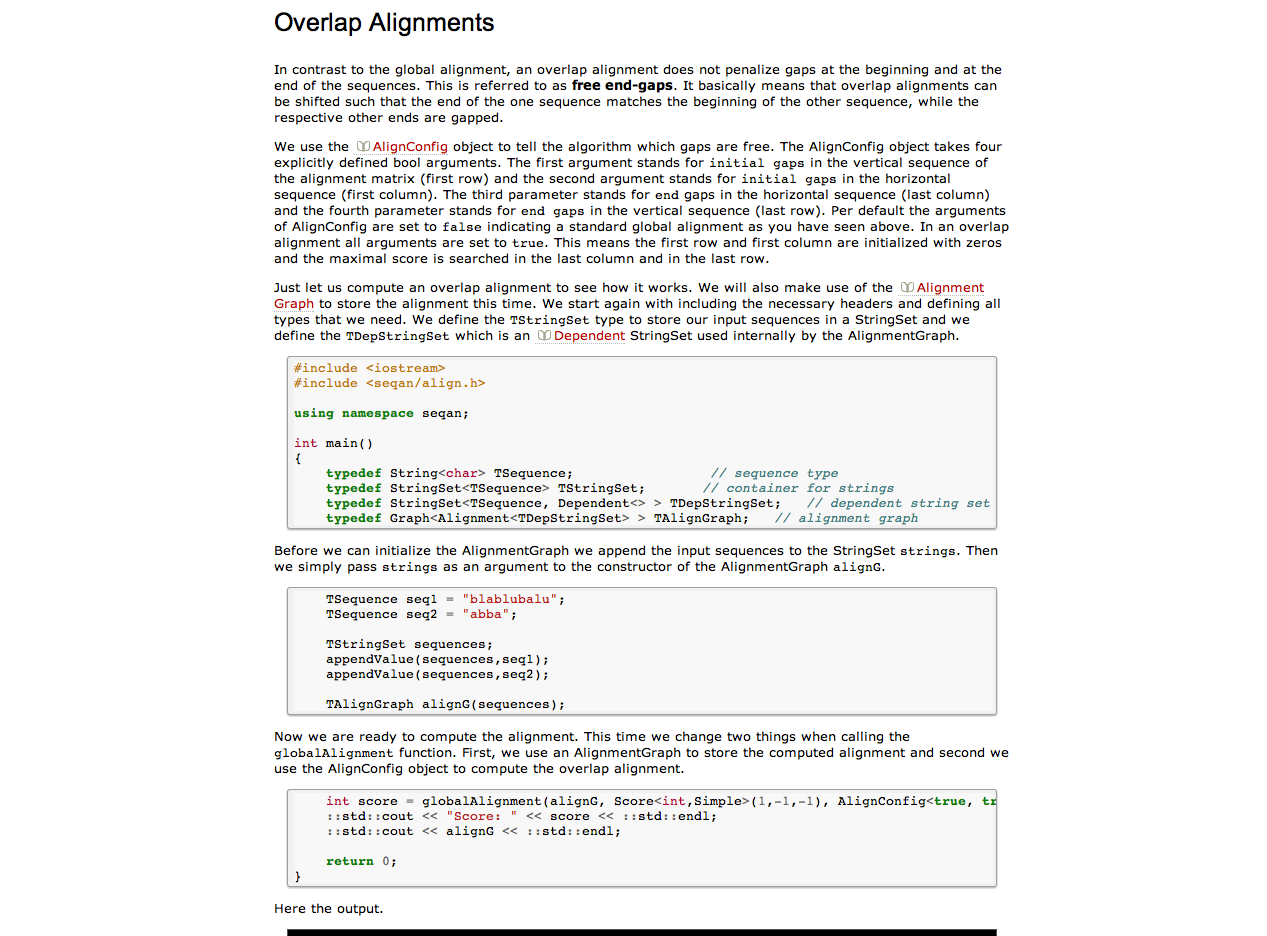 Overlap Alignments
In contrast to the global alignment, an overlap alignment does not penalize gaps at the beginning and at the
end of the sequences. This is referred to as free end-gaps. It basically means that overlap alignments can
be shifted such that the end of the one sequence matches the beginning of the other sequence, while the
respective other ends are gapped.
We use the AlignConfig object to tell the algorithm which gaps are free. The AlignConfig object takes four
explicitly defined bool arguments. The first argument stands for initial gaps in the vertical sequence of
the alignment matrix (first row) and the second argument stands for initial gaps in the horizontal
sequence (first column). The third parameter stands for end gaps in the horizontal sequence (last column)
and the fourth parameter stands for end gaps in the vertical sequence (last row). Per default the arguments
of AlignConfig are set to false indicating a standard global alignment as you have seen above. In an overlap
alignment all arguments are set to true. This means the first row and first column are initialized with zeros
and the maximal score is searched in the last column and in the last row.
Just let us compute an overlap alignment to see how it works. We will also make use of the Alignment
Graph to store the alignment this time. We start again with including the necessary headers and defining all
types that we need. We define the TStringSet type to store our input sequences in a StringSet and we
define the TDepStringSet which is an Dependent StringSet used internally by the AlignmentGraph.
#include <iostream>
#include <seqan/align.h>
using namespace seqan;
int main()
{
typedef String<char> TSequence; // sequence type
typedef StringSet<TSequence> TStringSet; // container for strings
typedef StringSet<TSequence, Dependent<> > TDepStringSet; // dependent string set
typedef Graph<Alignment<TDepStringSet> > TAlignGraph; // alignment graph
Before we can initialize the AlignmentGraph we append the input sequences to the StringSet strings. Then
we simply pass strings as an argument to the constructor of the AlignmentGraph alignG.
TSequence seq1 = "blablubalu";
TSequence seq2 = "abba";
TStringSet sequences;
appendValue(sequences,seq1);
appendValue(sequences,seq2);
TAlignGraph alignG(sequences);
Now we are ready to compute the alignment. This time we change two things when calling the
globalAlignment function. First, we use an AlignmentGraph to store the computed alignment and second we
use the AlignConfig object to compute the overlap alignment.
int score = globalAlignment(alignG, Score<int,Simple>(1,-1,-1), AlignConfig<true, tr
::std::cout << "Score: " << score << ::std::endl;
::std::cout << alignG << ::std::endl;
return 0;
}
Here the output.